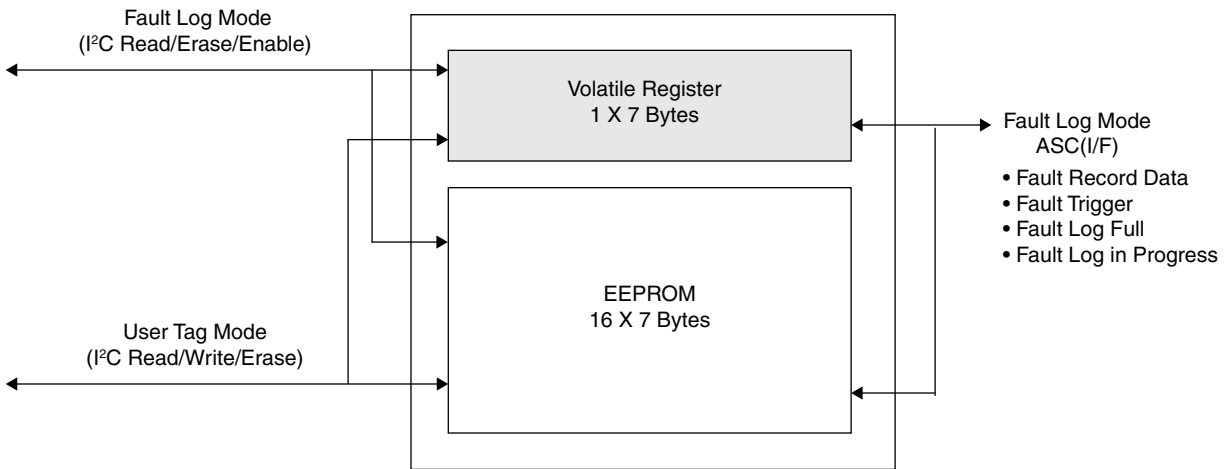 Fault Log Mode
(I²C Read/Erase/Enable)
Volatile Register
1 X 7 Bytes
Fault Log Mode
ASC(I/F)
• Fault Record Data
• Fault Trigger
• Fault Log Full
• Fault Log in Progress
EEPROM
16 X 7 Bytes
User Tag Mode
(I²C Read/Write/Erase)